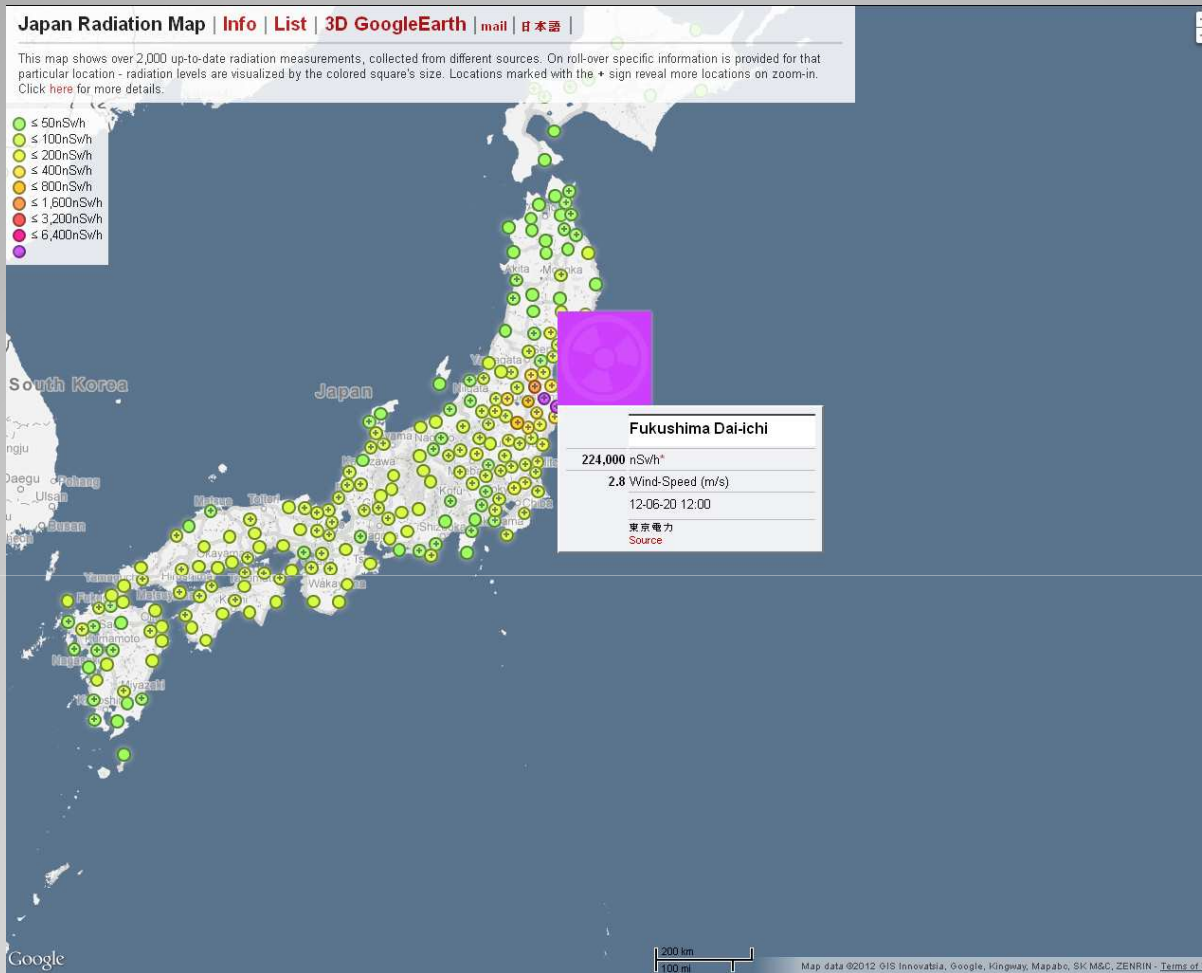 Japan Radiation Map | Info | List | 3D GoogleEarth | mail | 日本語 |
This map shows over 2,000 up-to-date radiation measurements, collected from different sources. On roll-over specific information is provided for that
particular location - radiation levels are visualized by the colored square's size. Locations marked with the + sign reveal more locations on zoom-in.
Click here for more details.
≤ 50nSv/h
≤ 100nSv/h
≤ 200nSv/h
≤ 400nSv/h
≤ 800nSv/h
≤ 1,600nSv/h
≤ 3,200nSv/h
≤ 6,400nSv/h
Akita
South Korea
Japan
Fukushima Dai-ichi
224,000 nSv/h*
2.8 Wind-Speed (m/s)
12-06-20 12:00
東京電力
Source
Daegu
Pohang
Ulsan
Busan
Kofu
Okayama
Kumamoto
Miyazaki
Google
200 km
100 mi
Map data ©2012 GIS Innovatsia, Google, Kingway, Mapabc, SK M&C, ZENRIN - Terms of